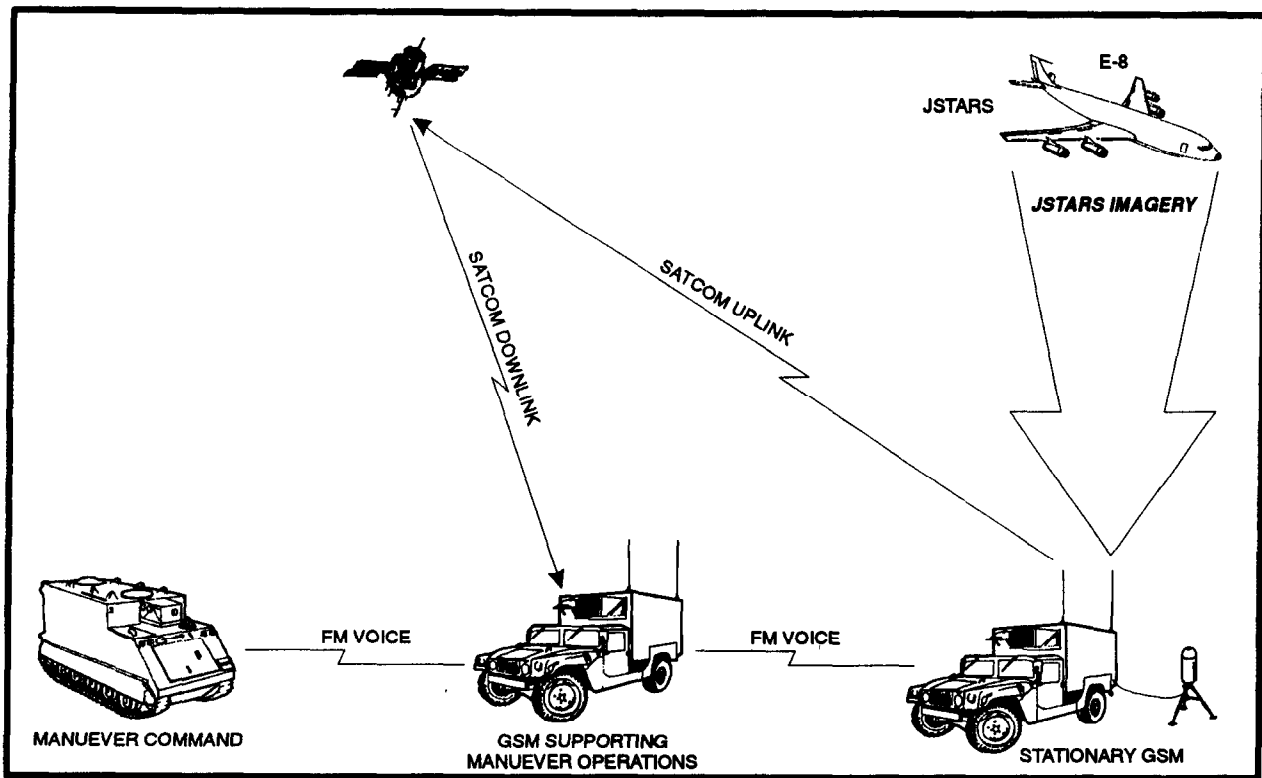 E-8
JSTARS
JSTARS IMAGERY
SATCOM DOWNLINK
SATCOM UPLINK
FM VOICE
FM VOICE
MANUEVER COMMAND
GSM SUPPORTING
MANUEVER OPERATIONS
STATIONARY GSM